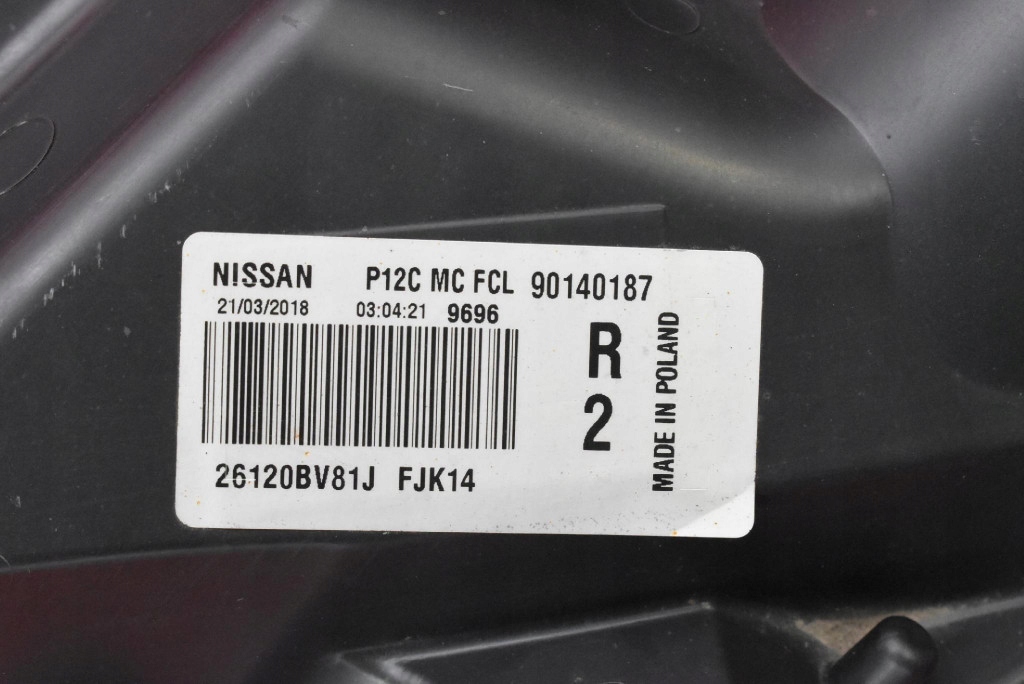 NISSAN P12C MC FCL 90140187
21/03/2018 03:04:21 9696
R
2
MADE IN POLAND
26120BV81J FJK14